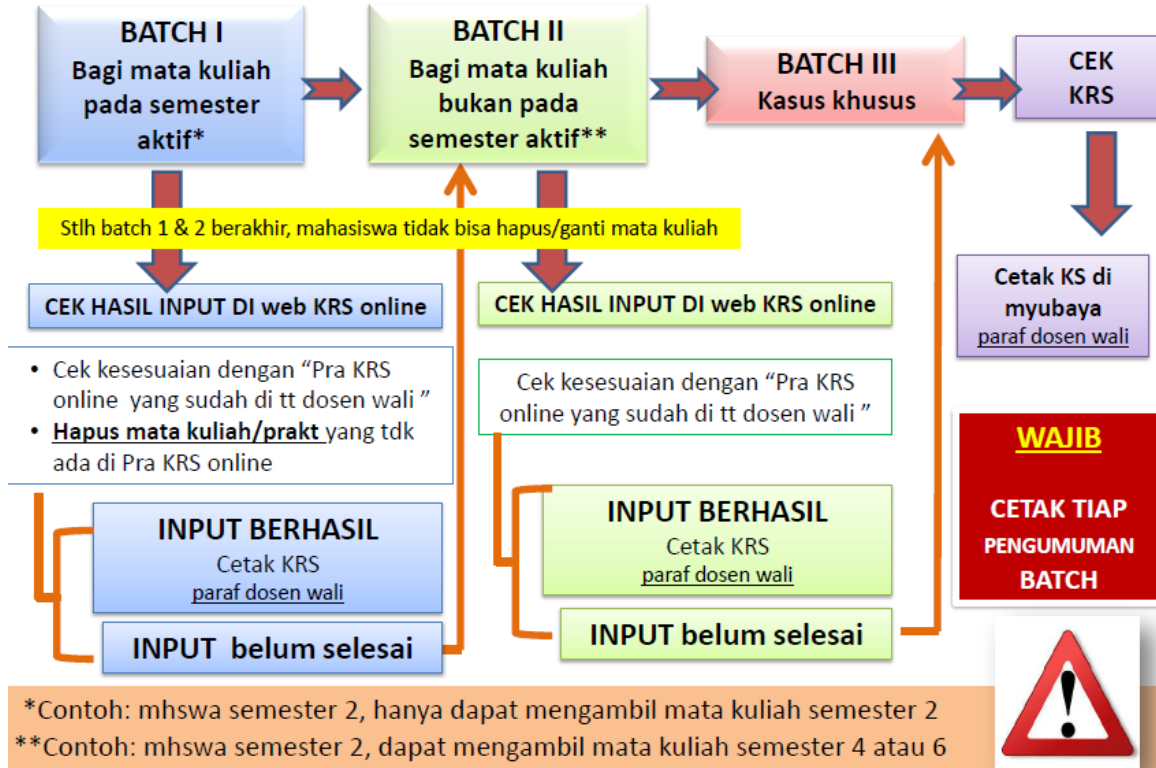 BATCH I
Bagi mata kuliah
pada semester
aktif*
BATCH II
Bagi mata kuliah
bukan pada
semester aktif**
BATCH III
Kasus khusus
CEK
KRS
Stlh batch 1 & 2 berakhir, mahasiswa tidak bisa hapus/ganti mata kuliah
CEK HASIL INPUT DI web KRS online
• Cek kesesuaian dengan “Pra KRS
online yang sudah di tt dosen wali ”
• Hapus mata kuliah/prakt yang tdk
ada di Pra KRS online
INPUT BERHASIL
Cetak KRS
paraf dosen wali
INPUT belum selesai
CEK HASIL INPUT DI web KRS online
Cek kesesuaian dengan “Pra KRS
online yang sudah di tt dosen wali ”
INPUT BERHASIL
Cetak KRS
paraf dosen wali
INPUT belum selesai
Cetak KS di
myubaya
paraf dosen wali
WAJIB
CETAK TIAP
PENGUMUMAN
BATCH
*Contoh: mhswa semester 2, hanya dapat mengambil mata kuliah semester 2
**Contoh: mhswa semester 2, dapat mengambil mata kuliah semester 4 atau 6